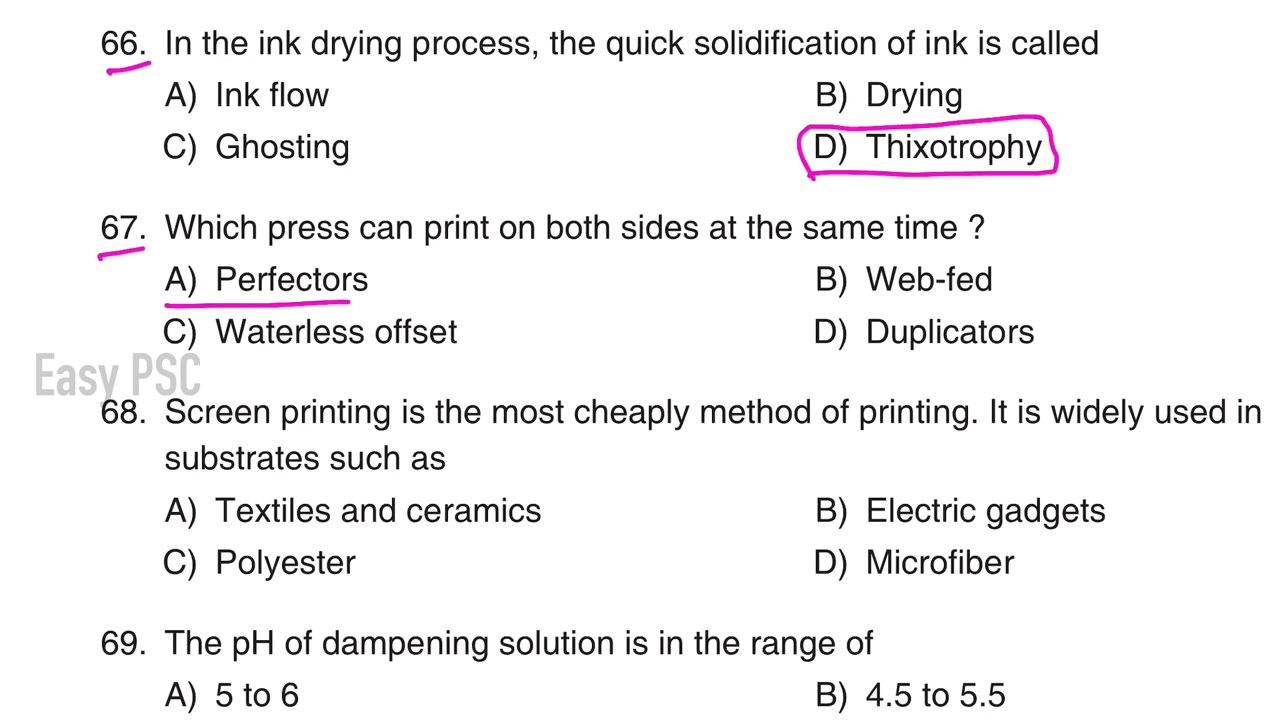 66. In the ink drying process, the quick solidification of ink is called
A) Ink flow B) Drying
C) Ghosting D) Thixotrophy
67. Which press can print on both sides at the same time ?
A) Perfectors B) Web-fed
C) Waterless offset D) Duplicators
Easy PSC
68. Screen printing is the most cheaply method of printing. It is widely used in
substrates such as
A) Textiles and ceramics B) Electric gadgets
C) Polyester D) Microfiber
69. The pH of dampening solution is in the range of
A) 5 to 6 B) 4.5 to 5.5